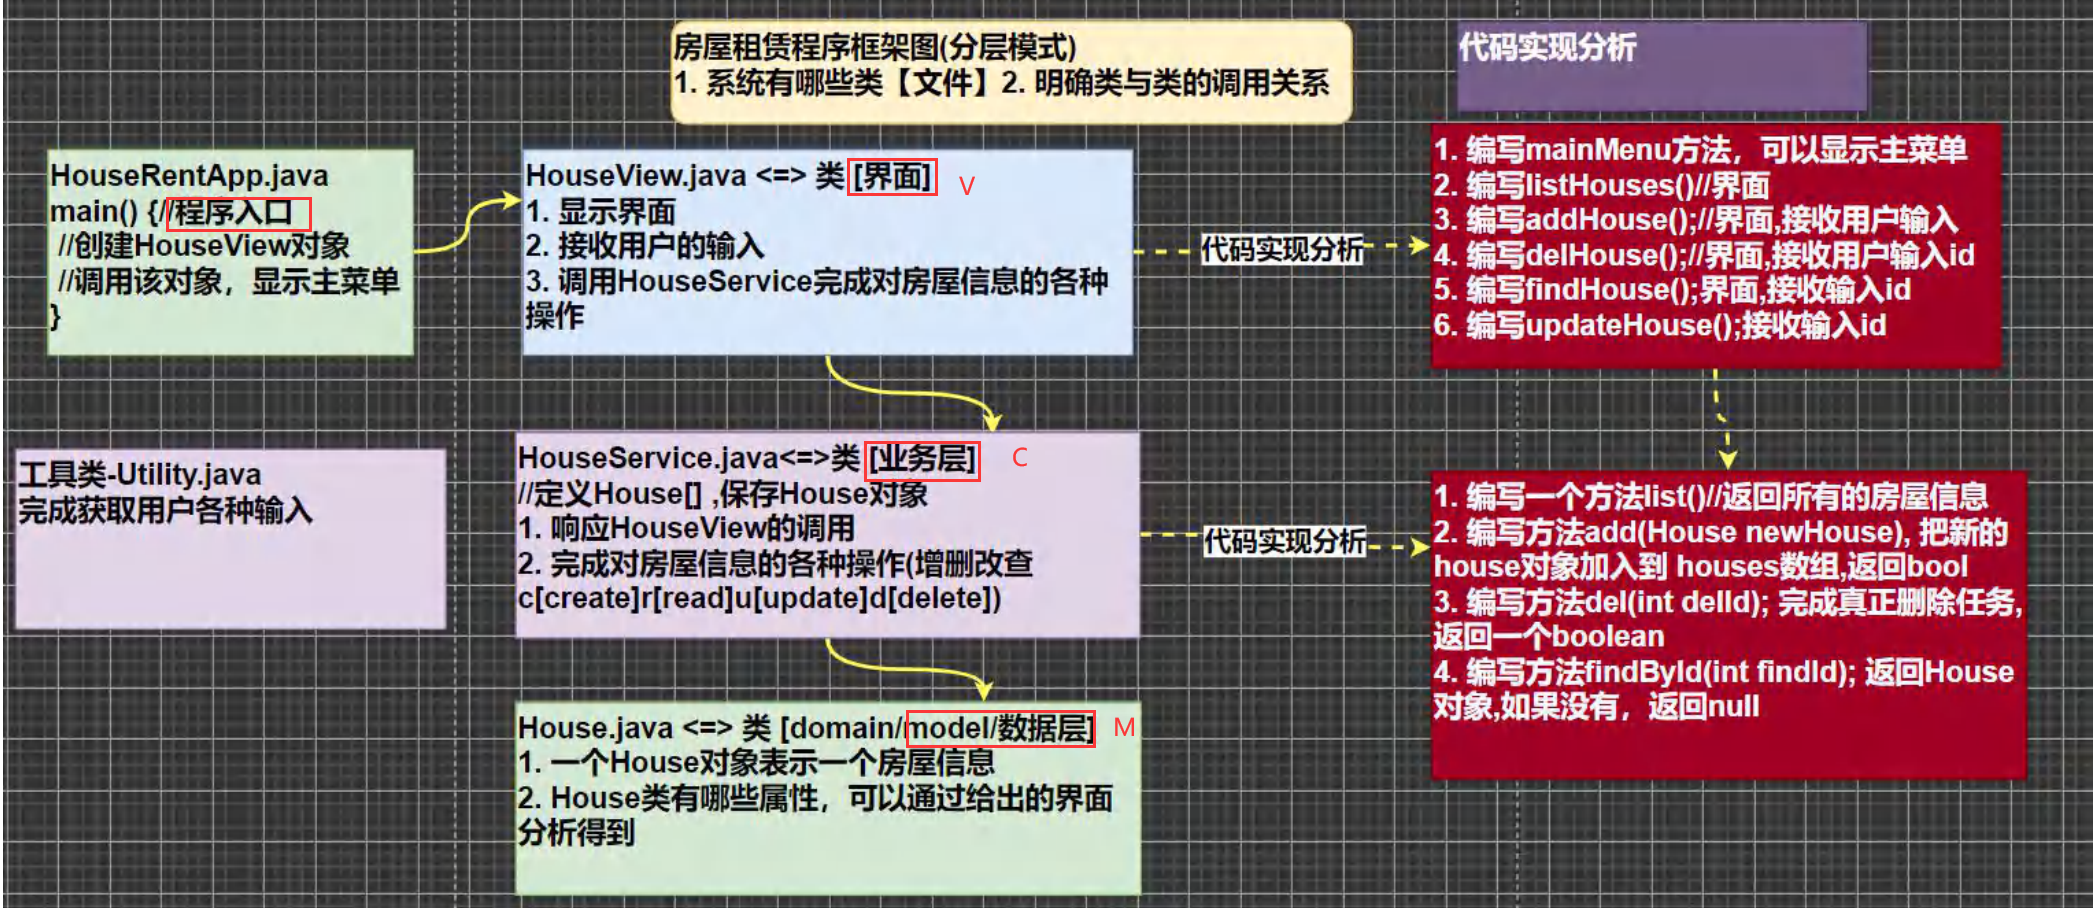 房屋租赁程序框架图(分层模式)
1. 系统有哪些类【文件】2. 明确类与类的调用关系
代码实现分析
HouseRentApp.java
main() {//程序入口
//创建HouseView对象
//调用该对象，显示主菜单
}
HouseView.java <=> 类 [界面]
V
1. 显示界面
2. 接收用户的输入
3. 调用HouseService完成对房屋信息的各种
操作
代码实现分析
1. 编写mainMenu方法，可以显示主菜单
2. 编写listHouses()//界面
3. 编写addHouse();//界面,接收用户输入
4. 编写delHouse();//界面,接收用户输入id
5. 编写findHouse();界面,接收输入id
6. 编写updateHouse();接收输入id
工具类-Utility.java
完成获取用户各种输入
HouseService.java<=>类 [业务层]
C
//定义House[] ,保存House对象
1. 响应HouseView的调用
2. 完成对房屋信息的各种操作(增删改查
c[create]r[read]u[update]d[delete])
代码实现分析
1. 编写一个方法list()//返回所有的房屋信息
2. 编写方法add(House newHouse), 把新的
house对象加入到 houses数组,返回bool
3. 编写方法del(int delId); 完成真正删除任务,
返回一个boolean
4. 编写方法findById(int findId); 返回House
对象,如果没有，返回null
House.java <=> 类 [domain/model/数据层]
M
1. 一个House对象表示一个房屋信息
2. House类有哪些属性，可以通过给出的界面
分析得到